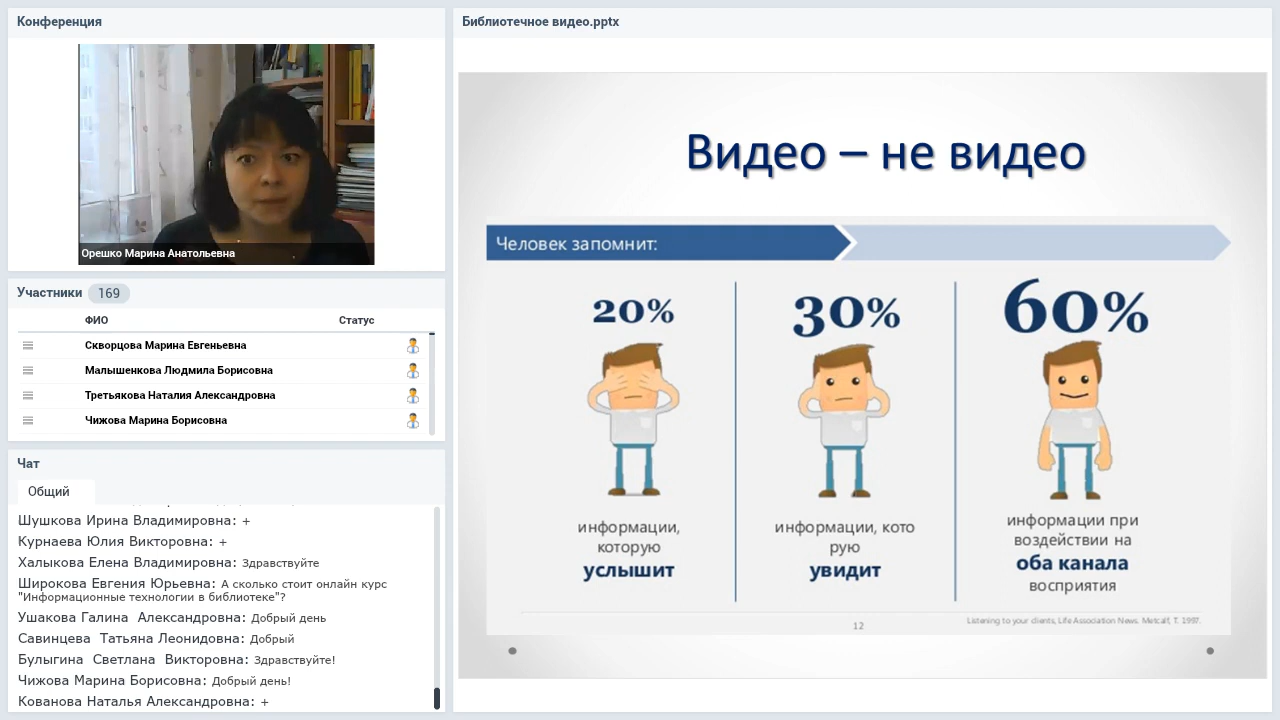 Конференция
Орешко Марина Анатольевна
Участники 169
ФИО Статус
Скворцова Марина Евгеньевна
Малышенкова Людмила Борисовна
Третьякова Наталия Александровна
Чижова Марина Борисовна
Чат
Общий
Шушкова Ирина Владимировна: +
Курнаева Юлия Викторовна: +
Халыкова Елена Владимировна: Здравствуйте
Широкова Евгения Юрьевна: А сколько стоит онлайн курс
"Информационные технологии в библиотеке"?
Ушакова Галина Александровна: Добрый день
Савинцева Татьяна Леонидовна: Добрый
Булыгина Светлана Викторовна: Здравствуйте!
Чижова Марина Борисовна: Добрый день!
Кованова Наталья Александровна: +
Библиотечное видео.pptx
Видео – не видео
Человек запомнит:
20%
информации,
которую
услышит
30%
информации, кото
рую
увидит
60%
информации при
воздействии на
оба канала
восприятия
12
Listening to your clients, Life Association News. Metcalf, T. 1997.